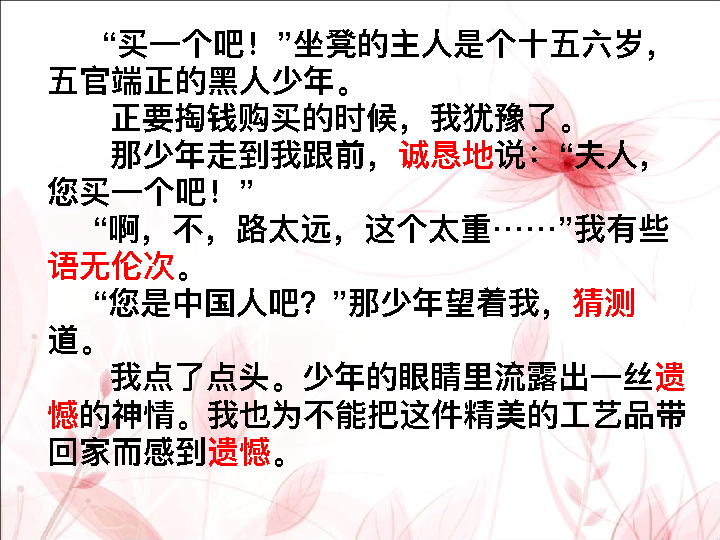 “买一个吧！”坐凳的主人是个十五六岁，
五官端正的黑人少年。
正要掏钱购买的时候，我犹豫了。
那少年走到我跟前，诚恳地说：“夫人，
您买一个吧！”
“啊，不，路太远，这个太重……”我有些
语无伦次。
“您是中国人吧？”那少年望着我，猜测
道。
我点了点头。少年的眼睛里流露出一丝遗
憾的神情。我也为不能把这件精美的工艺品带
回家而感到遗憾。